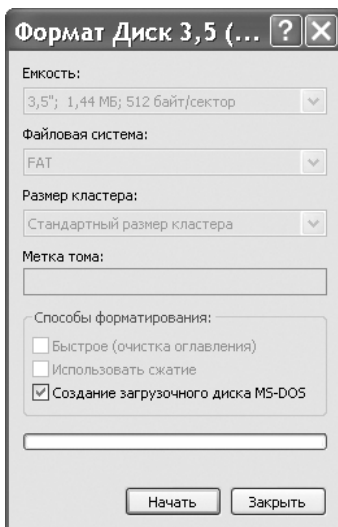 Формат Диск 3,5 (...
Емкость:
3,5"; 1,44 МБ; 512 байт/сектор
Файловая система:
FAT
Размер кластера:
Стандартный размер кластера
Метка тома:
Способы форматирования:
Быстрое (очистка оглавления)
Использовать сжатие
Создание загрузочного диска MS-DOS
Начать Закрыть